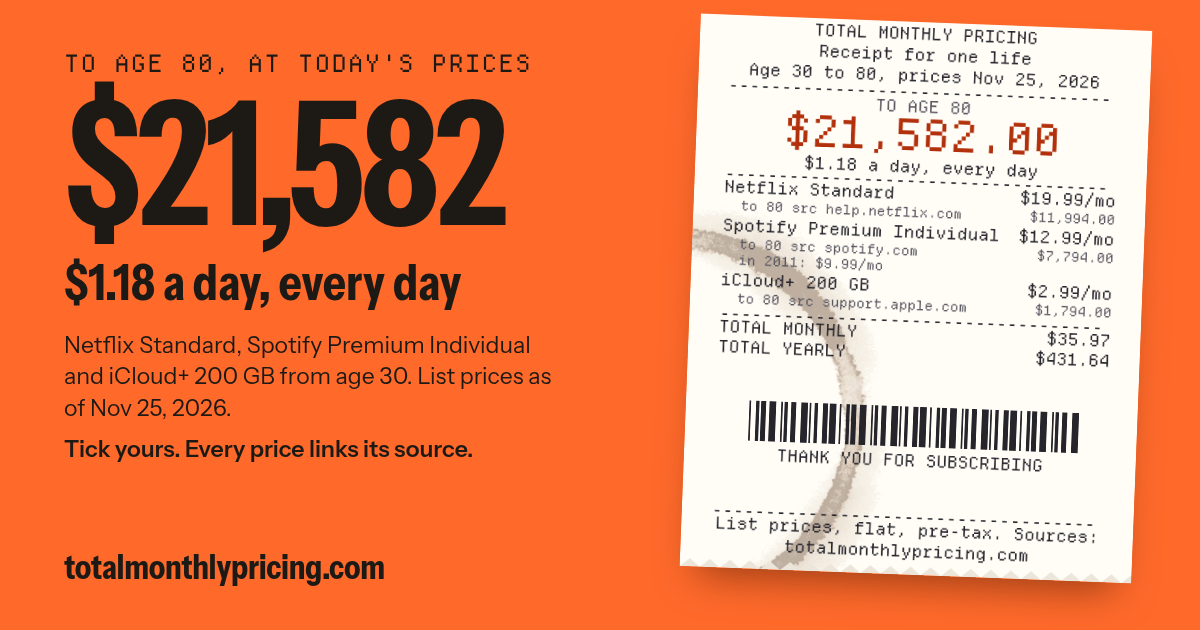 TO AGE 80, AT TODAY'S PRICES
$21,582
$1.18 a day, every day
Netflix Standard, Spotify Premium Individual
and iCloud+ 200 GB from age 30. List prices as
of Nov 25, 2026.
Tick yours. Every price links its source.
totalmonthlypricing.com
TOTAL MONTHLY PRICING
Receipt for one life
Age 30 to 80, prices Nov 25, 2026
TO AGE 80
$21,582.00
$1.18 a day, every day
Netflix Standard $19.99/mo
to 80 src help.netflix.com $11,994.00
Spotify Premium Individual $12.99/mo
to 80 src spotify.com $7,794.00
in 2011: $9.99/mo
iCloud+ 200 GB $2.99/mo
to 80 src support.apple.com $1,794.00
TOTAL MONTHLY $35.97
TOTAL YEARLY $431.64
THANK YOU FOR SUBSCRIBING
List prices, flat, pre-tax. Sources:
totalmonthlypricing.com